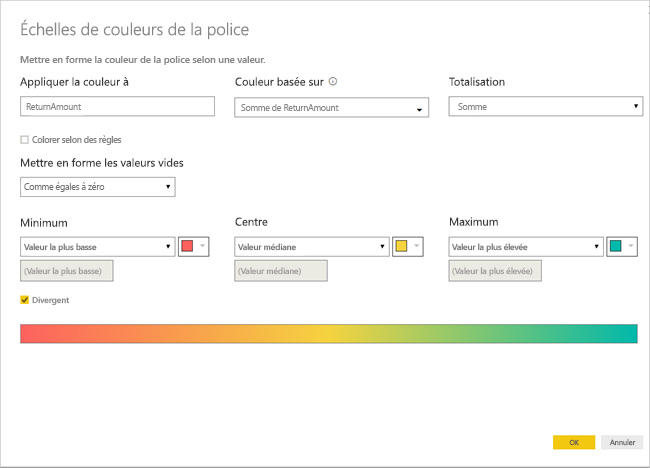 Échelles de couleurs de la police
Mettre en forme la couleur de la police selon une valeur.
Appliquer la couleur à
Couleur basée sur
Totalisation
ReturnAmount
Somme de ReturnAmount
Somme
Colorer selon des règles
Mettre en forme les valeurs vides
Comme égales à zéro
Minimum
Centre
Maximum
Valeur la plus basse
Valeur médiane
Valeur la plus élevée
(Valeur la plus basse)
(Valeur médiane)
(Valeur la plus élevée)
Divergent
OK
Annuler